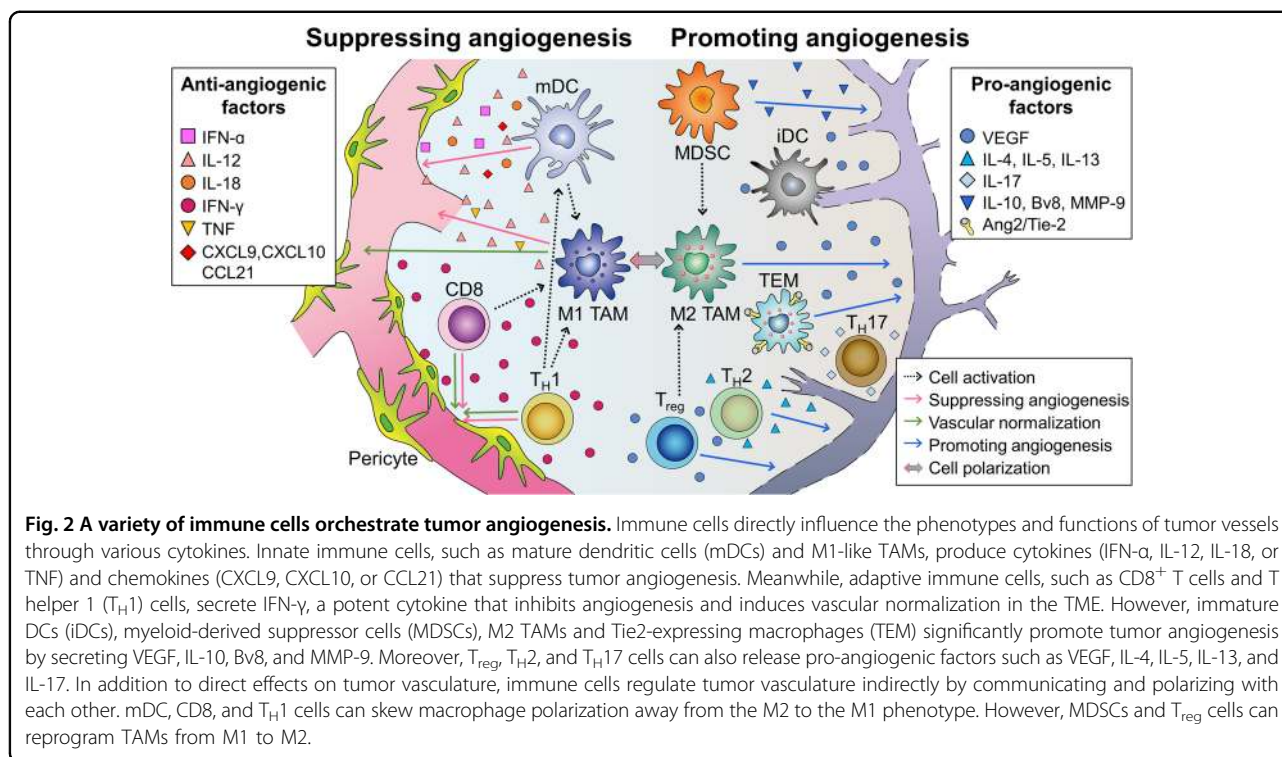 Suppressing angiogenesis
Promoting angiogenesis
Anti-angiogenic
factors
IFN-α
IL-12
IL-18
IFN-γ
TNF
CXCL9,CXCL10
CCL21
mDC
MDSC
iDC
Pro-angiogenic
factors
VEGF
IL-4, IL-5, IL-13
IL-17
IL-10, Bv8, MMP-9
Ang2/Tie-2
CD8
M1 TAM
M2 TAM
TEM
TH17
TH1
Treg
TH2
Pericyte
Cell activation
Suppressing angiogenesis
Vascular normalization
Promoting angiogenesis
Cell polarization
Fig. 2 A variety of immune cells orchestrate tumor angiogenesis. Immune cells directly influence the phenotypes and functions of tumor vessels
through various cytokines. Innate immune cells, such as mature dendritic cells (mDCs) and M1-like TAMs, produce cytokines (IFN-α, IL-12, IL-18, or
TNF) and chemokines (CXCL9, CXCL10, or CCL21) that suppress tumor angiogenesis. Meanwhile, adaptive immune cells, such as CD8+ T cells and T
helper 1 (TH1) cells, secrete IFN-γ, a potent cytokine that inhibits angiogenesis and induces vascular normalization in the TME. However, immature
DCs (iDCs), myeloid-derived suppressor cells (MDSCs), M2 TAMs and Tie2-expressing macrophages (TEM) significantly promote tumor angiogenesis
by secreting VEGF, IL-10, Bv8, and MMP-9. Moreover, Treg, TH2, and TH17 cells can also release pro-angiogenic factors such as VEGF, IL-4, IL-5, IL-13, and
IL-17. In addition to direct effects on tumor vasculature, immune cells regulate tumor vasculature indirectly by communicating and polarizing with
each other. mDC, CD8, and TH1 cells can skew macrophage polarization away from the M2 to the M1 phenotype. However, MDSCs and Treg cells can
reprogram TAMs from M1 to M2.